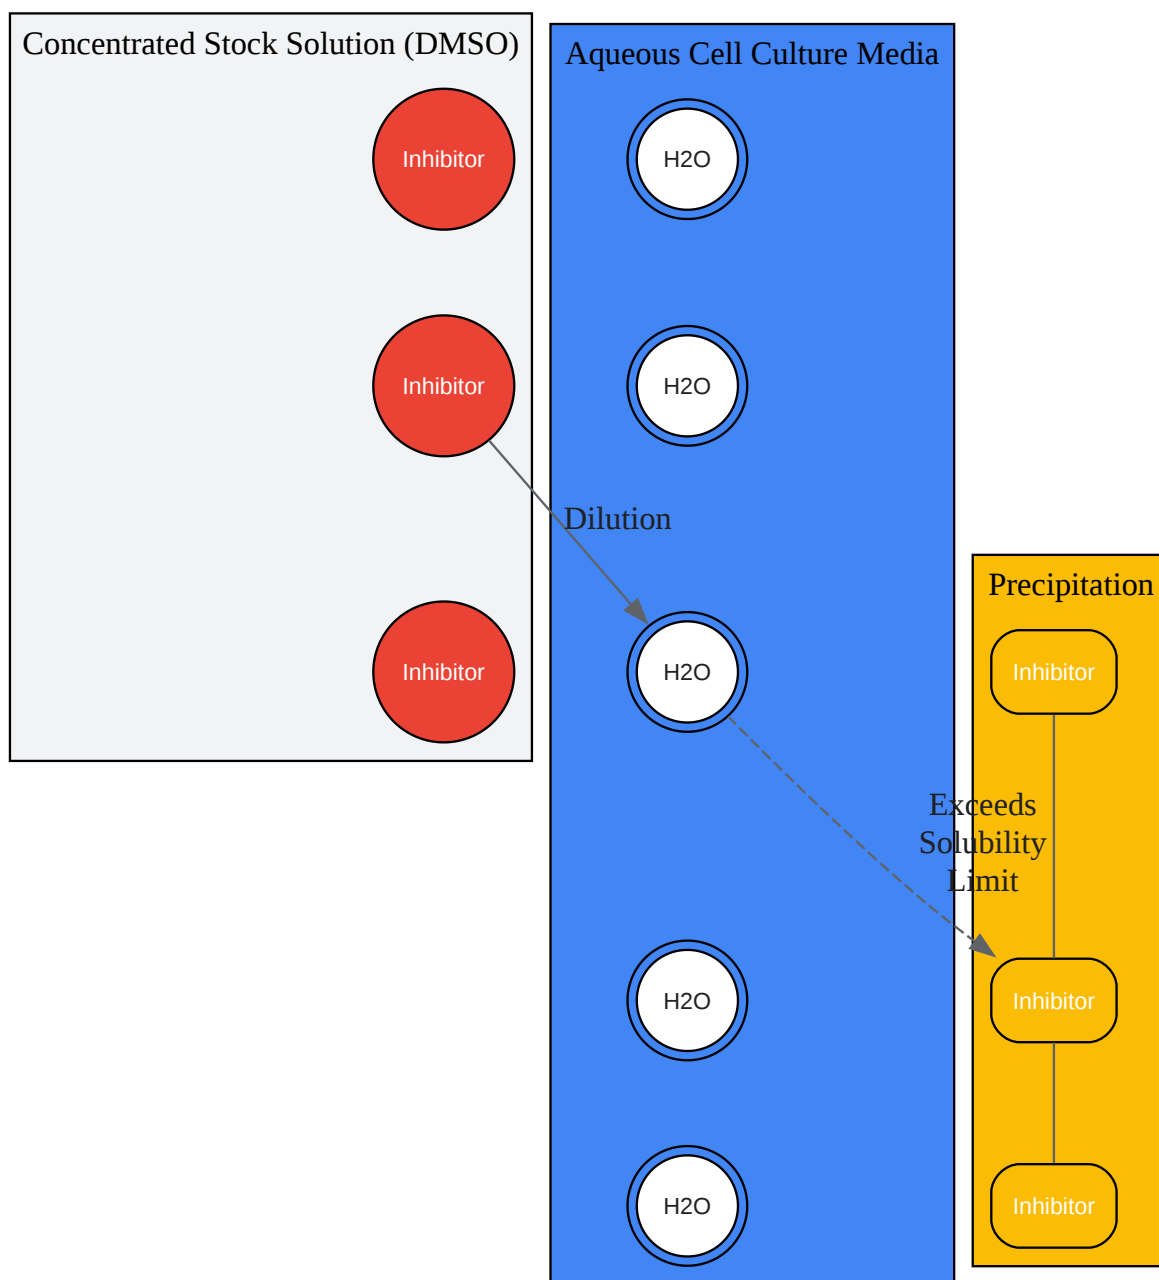 Concentrated Stock Solution (DMSO)
Inhibitor
Inhibitor
Inhibitor
Aqueous Cell Culture Media
H2O
H2O
Dilution
H2O
H2O
H2O
Exceeds
Solubility
Limit
Precipitation
Inhibitor
Inhibitor
Inhibitor